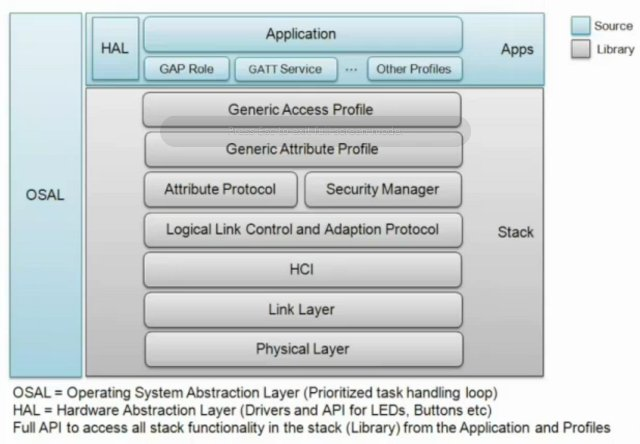 Source
Library
HAL
Application
Apps
GAP Role
GATT Service
...
Other Profiles
OSAL
Generic Access Profile
Generic Attribute Profile
Attribute Protocol
Security Manager
Logical Link Control and Adaption Protocol
Stack
HCI
Link Layer
Physical Layer
OSAL = Operating System Abstraction Layer (Prioritized task handling loop)
HAL = Hardware Abstraction Layer (Drivers and API for LEDs, Buttons etc)
Full API to access all stack functionality in the stack (Library) from the Application and Profiles